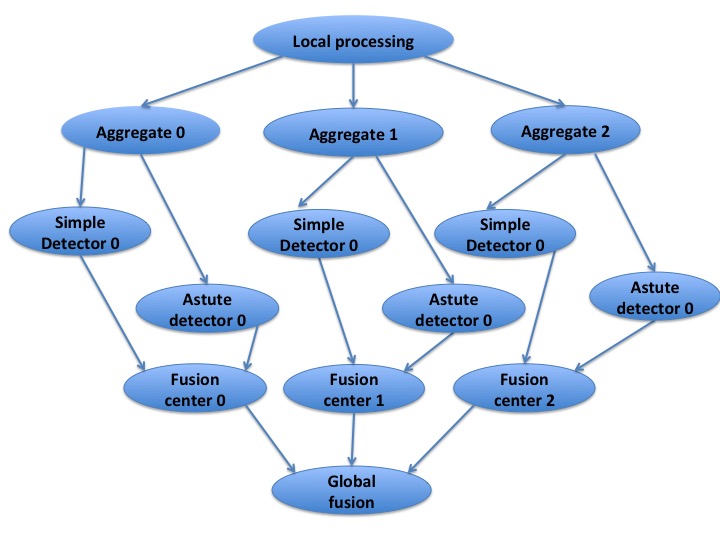 Local processing
Aggregate 0
Aggregate 1
Aggregate 2
Simple
Detector 0
Simple
Detector 0
Simple
Detector 0
Astute
detector 0
Astute
detector 0
Astute
detector 0
Fusion
center 0
Fusion
center 1
Fusion
center 2
Global
fusion